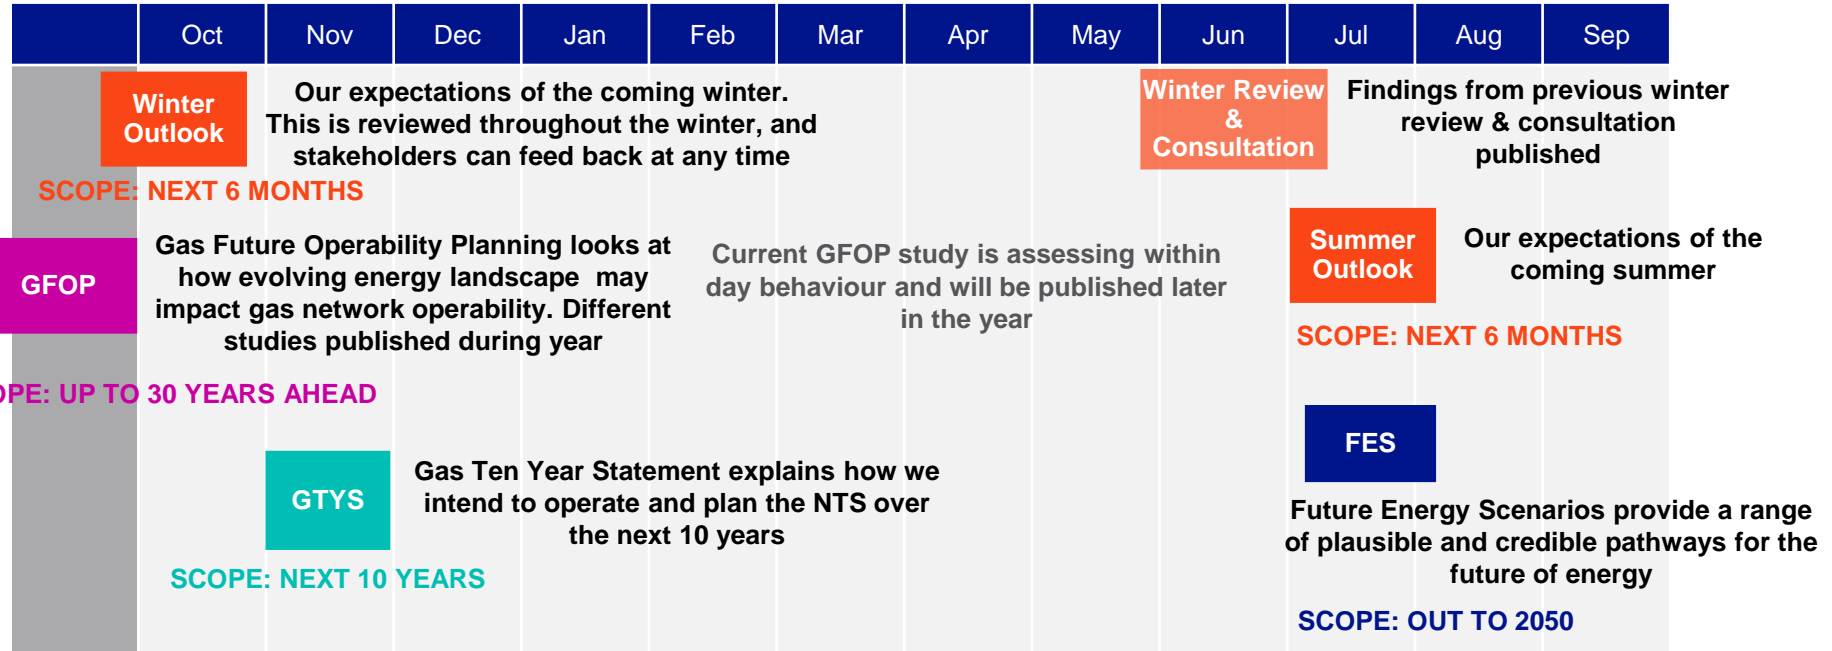 Oct Nov Dec Jan Feb Mar Apr May Jun Jul Aug Sep
Winter
Outlook
Our expectations of the coming winter.
This is reviewed throughout the winter, and
stakeholders can feed back at any time
SCOPE: NEXT 6 MONTHS
Winter Review
&
Consultation
Findings from previous winter
review & consultation
published
GFOP
Gas Future Operability Planning looks at
how evolving energy landscape may
impact gas network operability. Different
studies published during year
OPE: UP TO 30 YEARS AHEAD
Current GFOP study is assessing within
day behaviour and will be published later
in the year
Summer
Outlook
Our expectations of the
coming summer
SCOPE: NEXT 6 MONTHS
GTYS
Gas Ten Year Statement explains how we
intend to operate and plan the NTS over
the next 10 years
SCOPE: NEXT 10 YEARS
FES
Future Energy Scenarios provide a range
of plausible and credible pathways for the
future of energy
SCOPE: OUT TO 2050